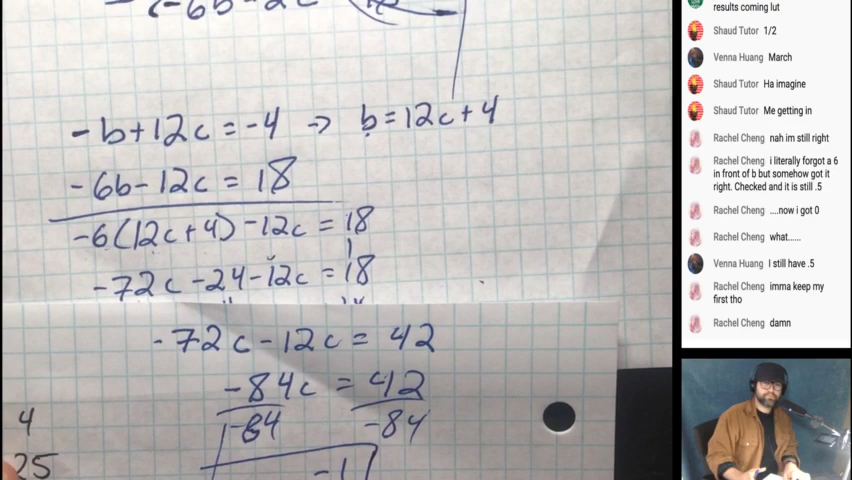 (-6b-12c
-b+12c=-4 → b=12c+4
-6b-12c=18
-6(12c+4)-12c=18
-72c-24-12c=18
-72c-12c=42
-84c=42
-84 -84
-1
4
25
results coming lut
Shaud Tutor 1/2
Venna Huang March
Shaud Tutor Ha imagine
Shaud Tutor Me getting in
Rachel Cheng nah im still right
Rachel Cheng i literally forgot a 6
in front of b but somehow got it
right. Checked and it is still .5
Rachel Cheng ....now i got 0
Rachel Cheng what......
Venna Huang I still have .5
Rachel Cheng imma keep my
first tho
Rachel Cheng damn